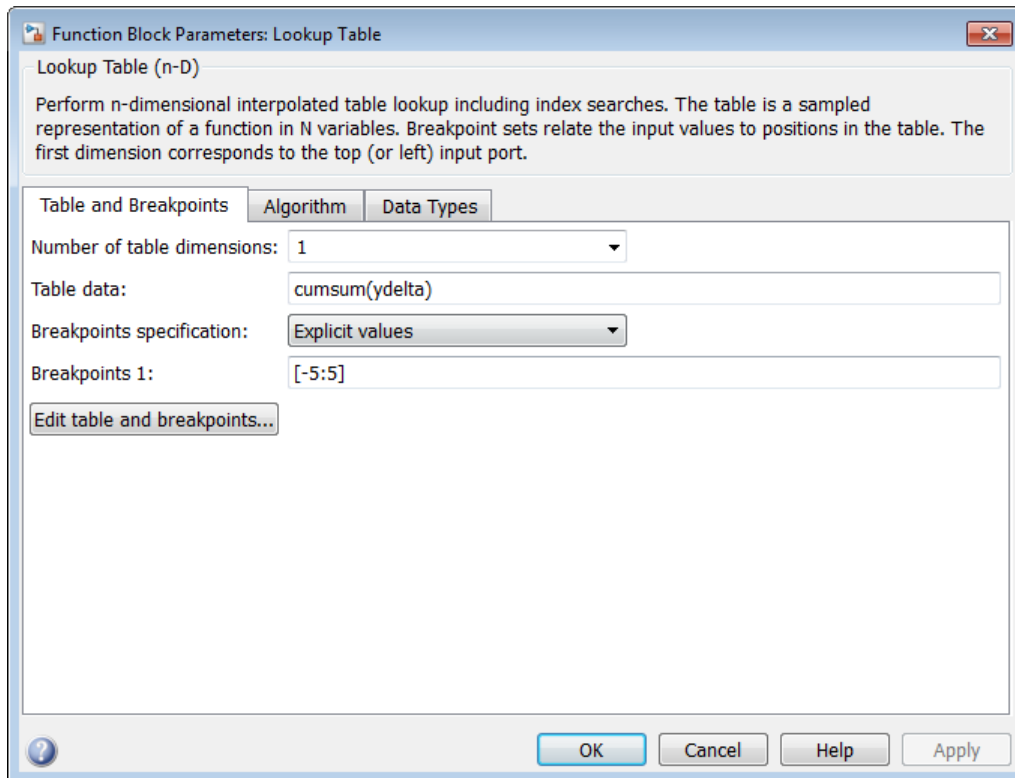 Function Block Parameters: Lookup Table
Lookup Table (n-D)
Perform n-dimensional interpolated table lookup including index searches. The table is a sampled
representation of a function in N variables. Breakpoint sets relate the input values to positions in the table. The
first dimension corresponds to the top (or left) input port.
Table and Breakpoints Algorithm Data Types
Number of table dimensions: 1
Table data: cumsum(ydelta)
Breakpoints specification: Explicit values
Breakpoints 1: [-5:5]
Edit table and breakpoints...
? OK Cancel Help Apply